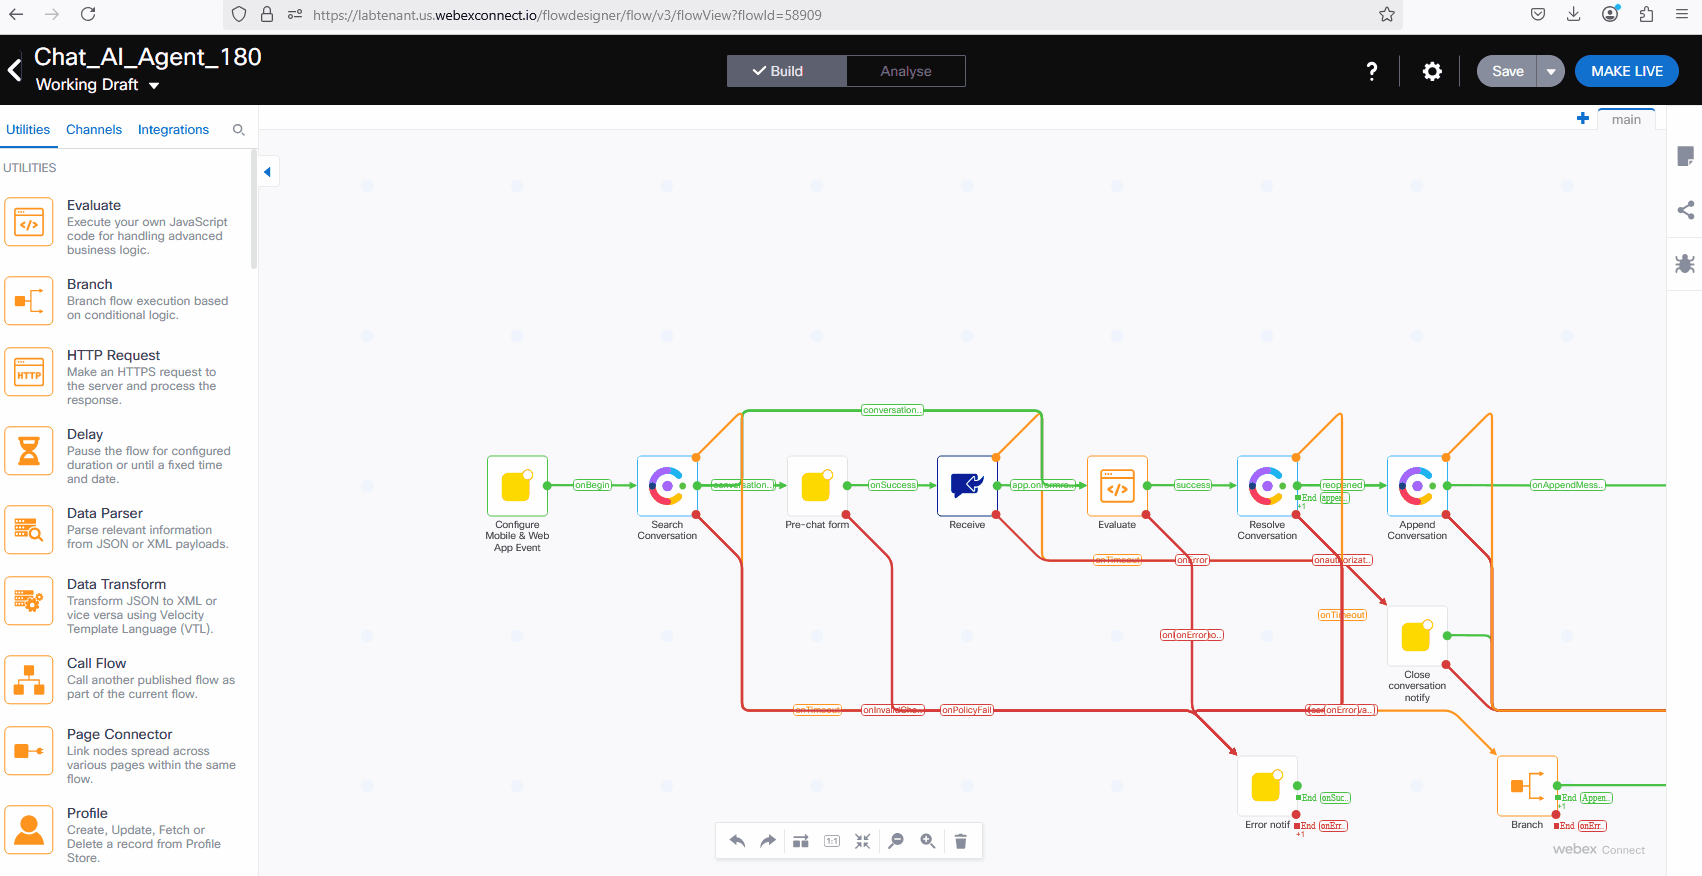 https://labtenant.us.webexconnect.io/flowdesigner/flow/v3/flowView?flowId=58909
Chat_AI_Agent_180
Working Draft
Build
Analyse
?
Save
MAKE LIVE
Utilities
Channels
Integrations
main
UTILITIES
Evaluate
Execute your own JavaScript
code for handling advanced
business logic.
Branch
Branch flow execution based
on conditional logic.
HTTP
HTTP Request
Make an HTTPS request to
the server and process the
response.
Delay
Pause the flow for configured
duration or until a fixed time
and date.
Data Parser
Parse relevant information
from JSON or XML payloads.
Data Transform
Transform JSON to XML or
vice versa using Velocity
Template Language (VTL).
Call Flow
Call another published flow as
part of the current flow.
Page Connector
Link nodes spread across
various pages within the same
flow.
Profile
Create, Update, Fetch or
Delete a record from Profile
Store.
conversation..
onBegin
conversation..
onSuccess
app.onformre..
success
reopened
onAppendMess..
End appen..
+1
Configure
Mobile & Web
App Event
Search
Conversation
Pre-chat form
Receive
Evaluate
Resolve
Conversation
Append
Conversation
onTimeout
onError
onauthorizat..
onTimeout
onError
Close
conversation
notify
onTimeout
onInvalidCho..
onPolicyFail
onError
End onSuc..
Error notif
End onErr..
+1
End Appen..
+1
Branch
End onErr..
1:1
webex Connect